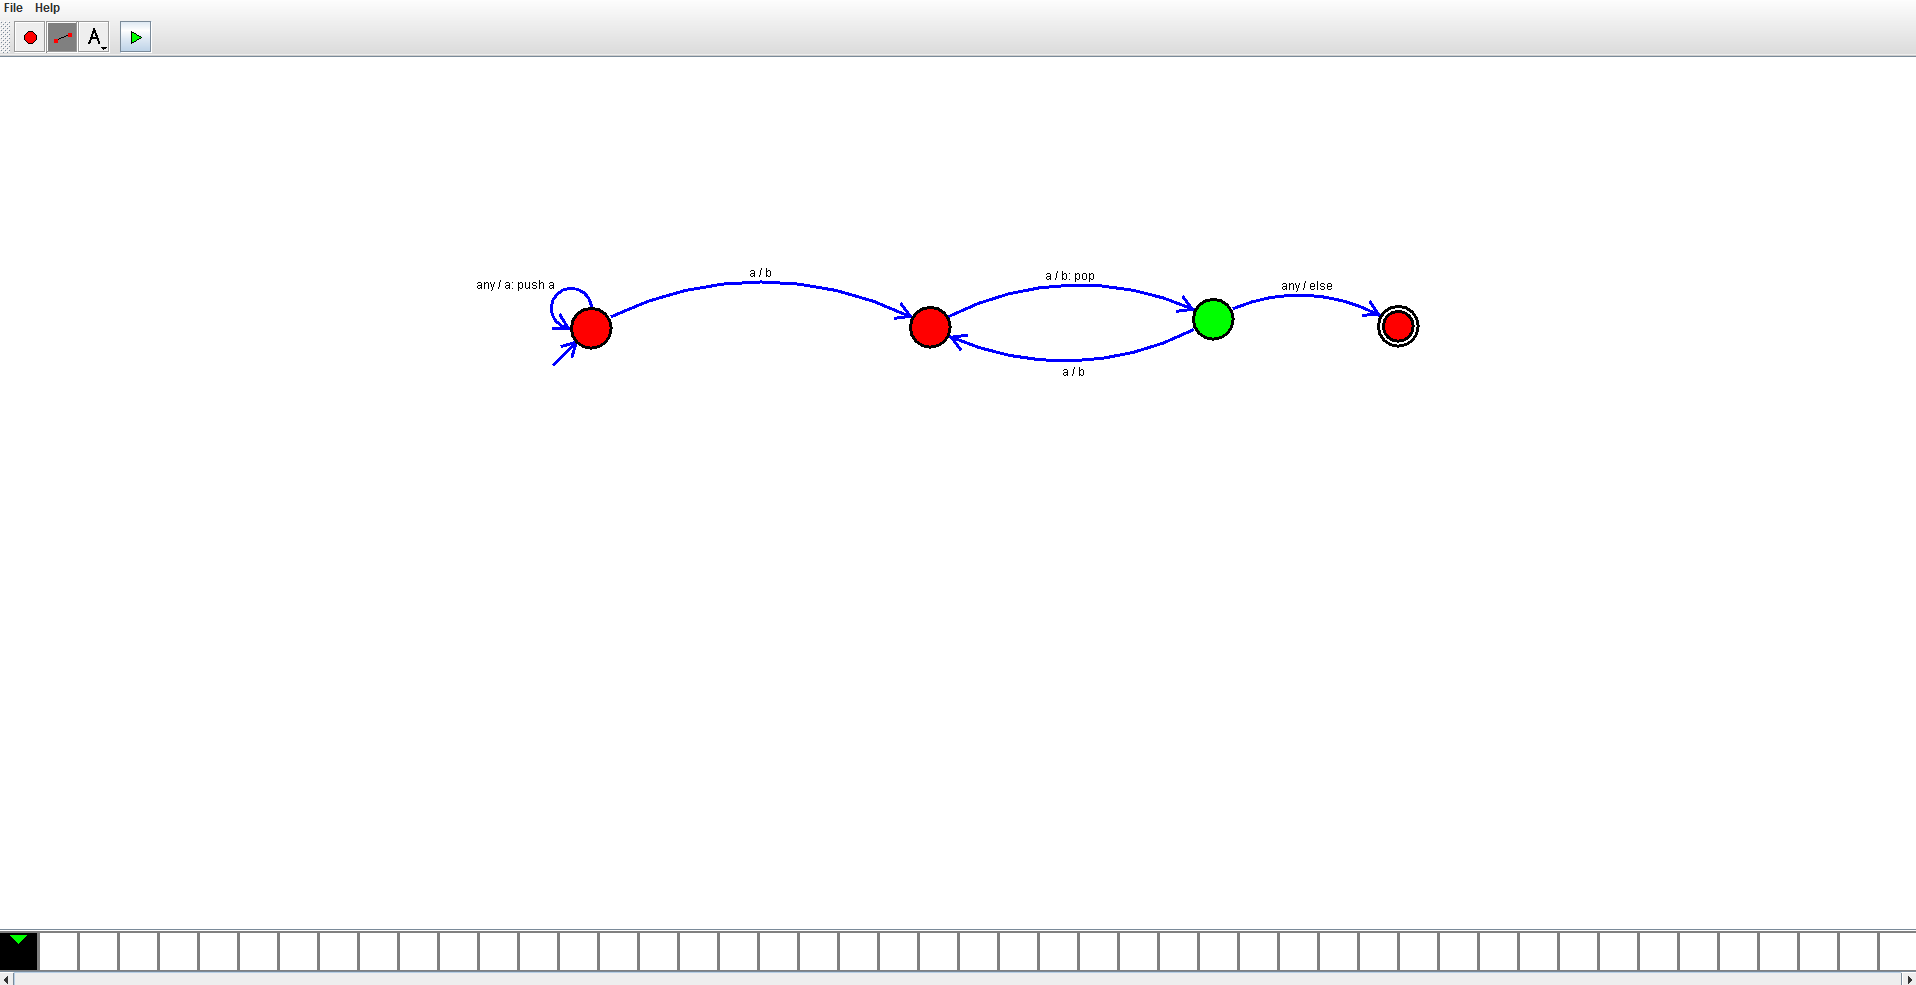 File Help
A
a / b
a / b: pop
any / a: push a
any / else
a / b